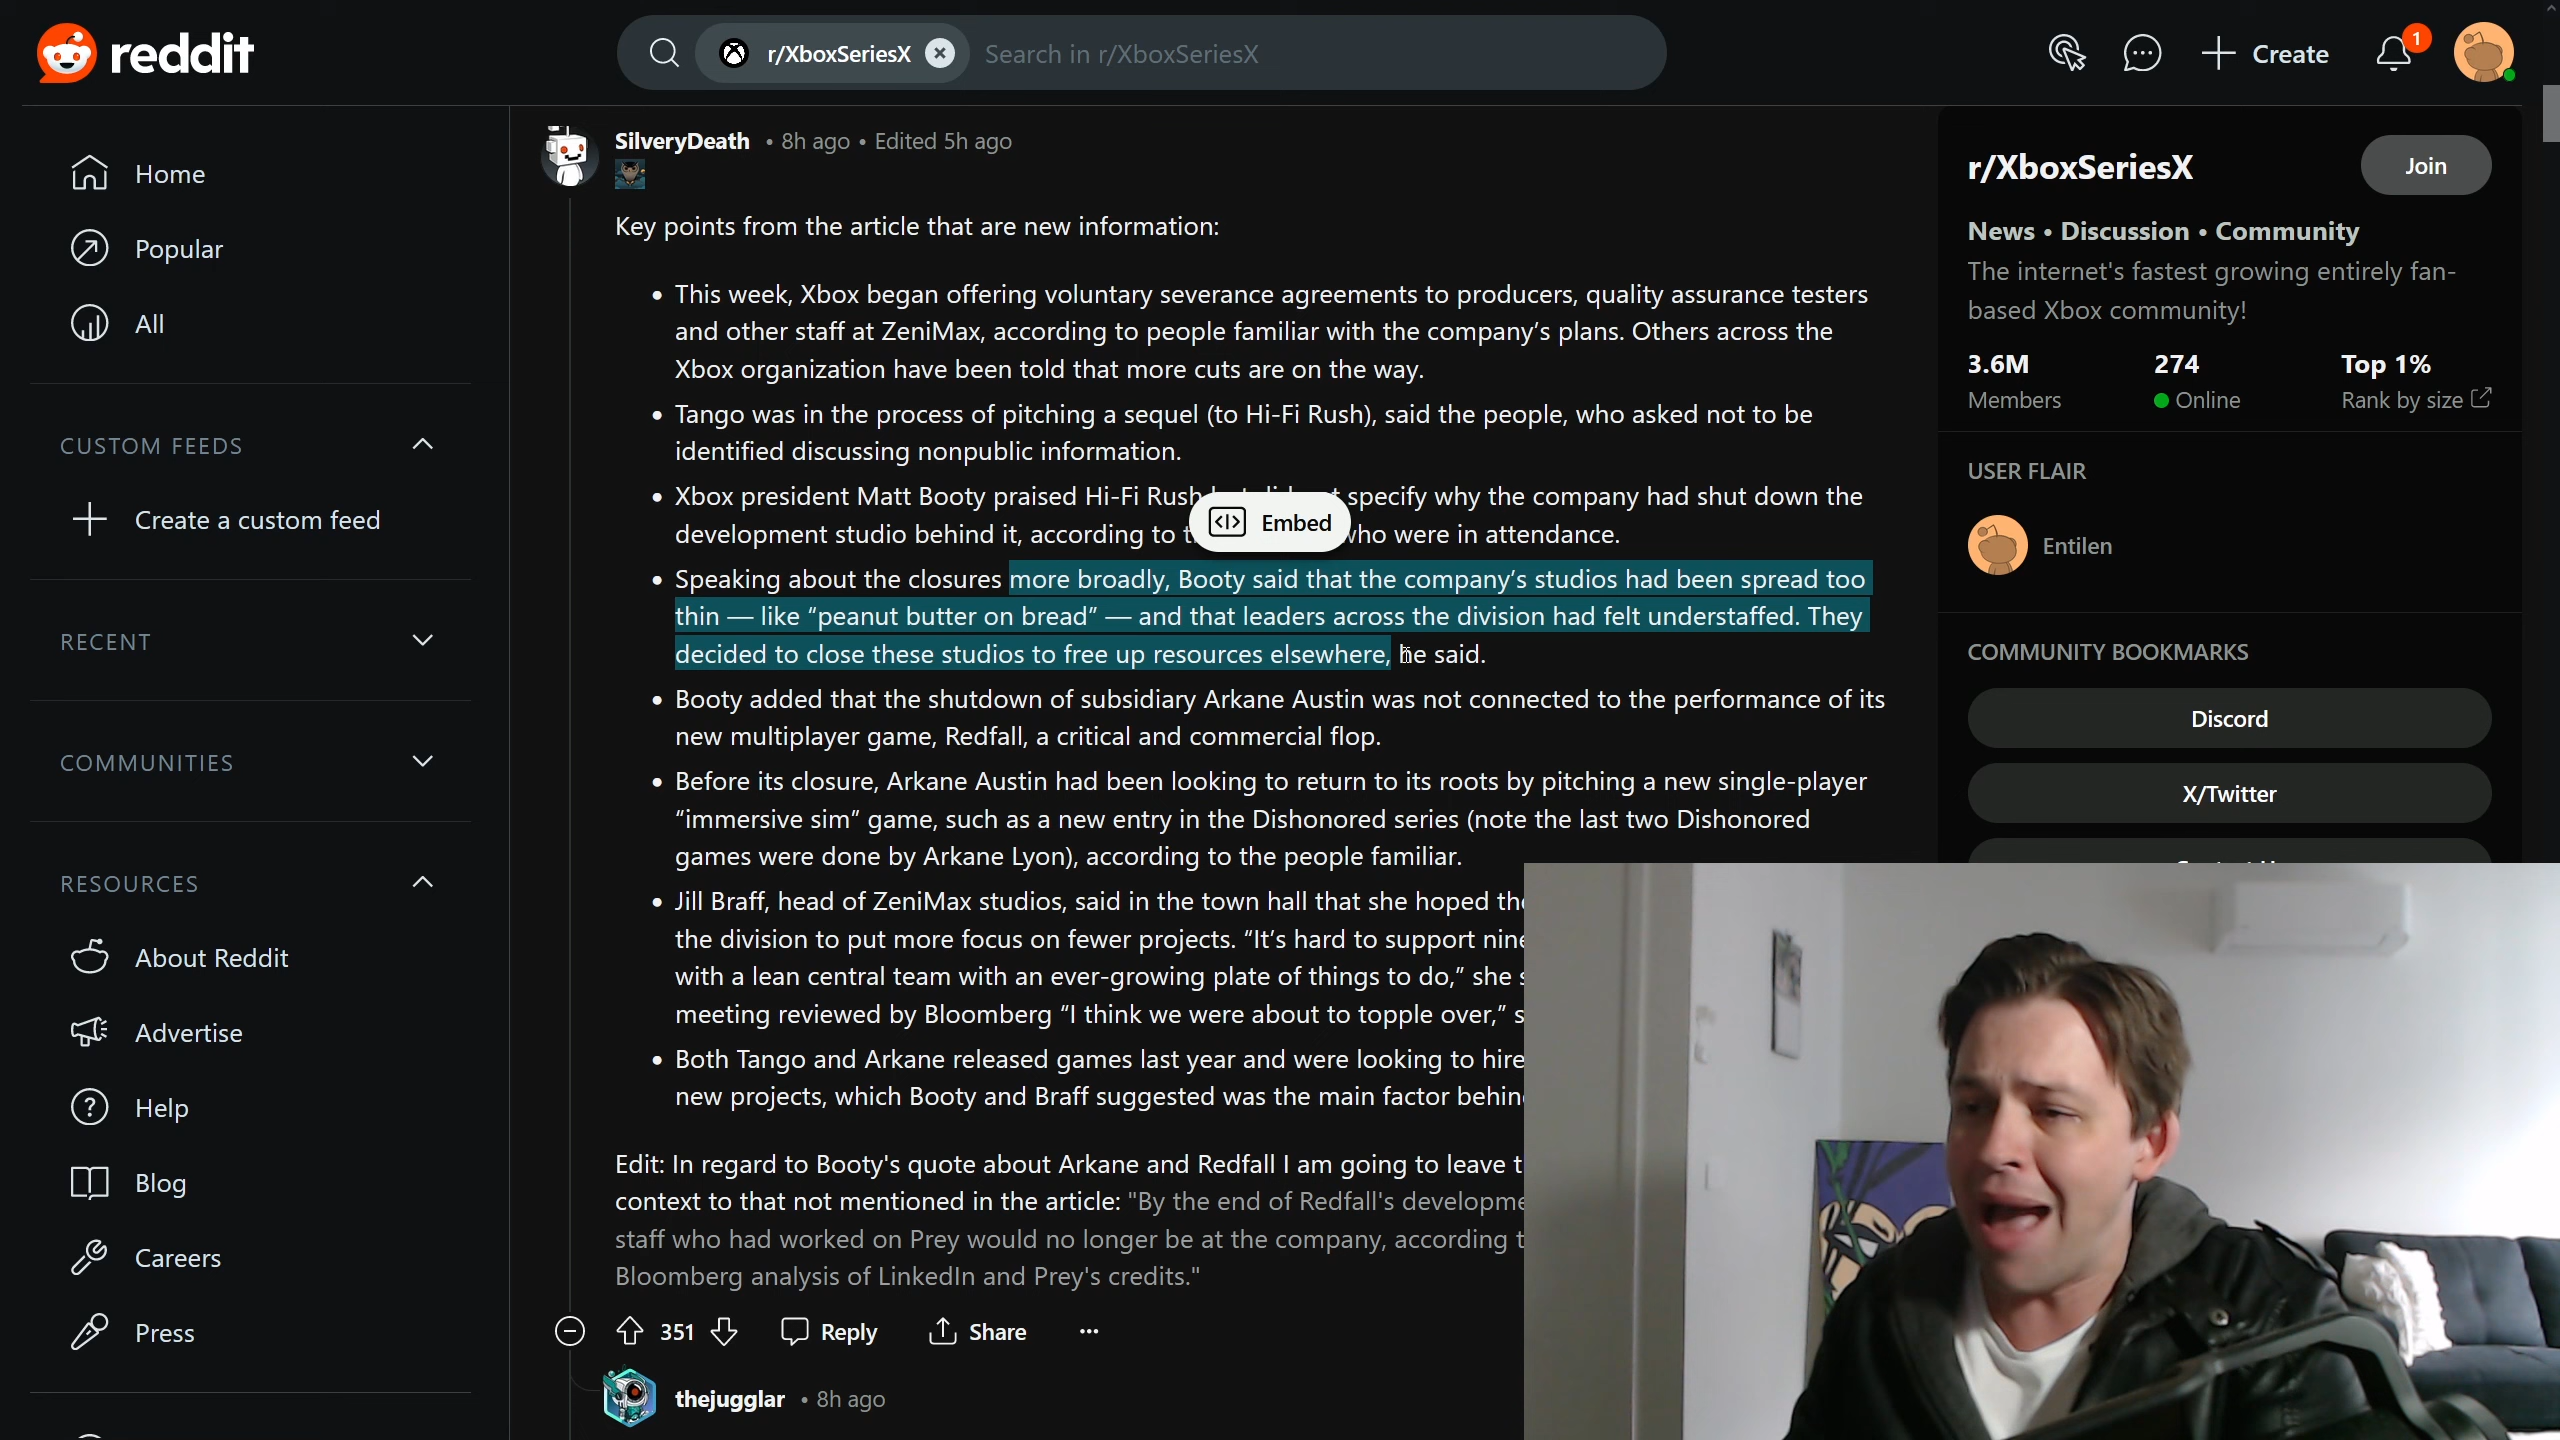 reddit
r/XboxSeriesX
Search in r/XboxSeriesX
Create
1
Home
Popular
All
CUSTOM FEEDS
Create a custom feed
RECENT
COMMUNITIES
RESOURCES
About Reddit
Advertise
Help
Blog
Careers
Press
SilveryDeath • 8h ago • Edited 5h ago
Key points from the article that are new information:
• This week, Xbox began offering voluntary severance agreements to producers, quality assurance testers
and other staff at ZeniMax, according to people familiar with the company’s plans. Others across the
Xbox organization have been told that more cuts are on the way.
• Tango was in the process of pitching a sequel (to Hi-Fi Rush), said the people, who asked not to be
identified discussing nonpublic information.
• Xbox president Matt Booty praised Hi-Fi Rush specify why the company had shut down the
development studio behind it, according to who were in attendance.
Embed
• Speaking about the closures more broadly, Booty said that the company’s studios had been spread too
thin — like “peanut butter on bread” — and that leaders across the division had felt understaffed. They
decided to close these studios to free up resources elsewhere, he said.
• Booty added that the shutdown of subsidiary Arkane Austin was not connected to the performance of its
new multiplayer game, Redfall, a critical and commercial flop.
• Before its closure, Arkane Austin had been looking to return to its roots by pitching a new single-player
“immersive sim” game, such as a new entry in the Dishonored series (note the last two Dishonored
games were done by Arkane Lyon), according to the people familiar.
• Jill Braff, head of ZeniMax studios, said in the town hall that she hoped
the division to put more focus on fewer projects. “It’s hard to support nine
with a lean central team with an ever-growing plate of things to do,” she
meeting reviewed by Bloomberg “I think we were about to topple over,”
• Both Tango and Arkane released games last year and were looking to hire
new projects, which Booty and Braff suggested was the main factor
Edit: In regard to Booty's quote about Arkane and Redfall I am going to leave
context to that not mentioned in the article: "By the end of Redfall's
staff who had worked on Prey would no longer be at the company, according
Bloomberg analysis of LinkedIn and Prey's credits."
351
Reply
Share
thejugglar • 8h ago
r/XboxSeriesX
Join
News • Discussion • Community
The internet's fastest growing entirely fan-
based Xbox community!
3.6M 274 Top 1%
Members Online Rank by size
USER FLAIR
Entilen
COMMUNITY BOOKMARKS
Discord
X/Twitter